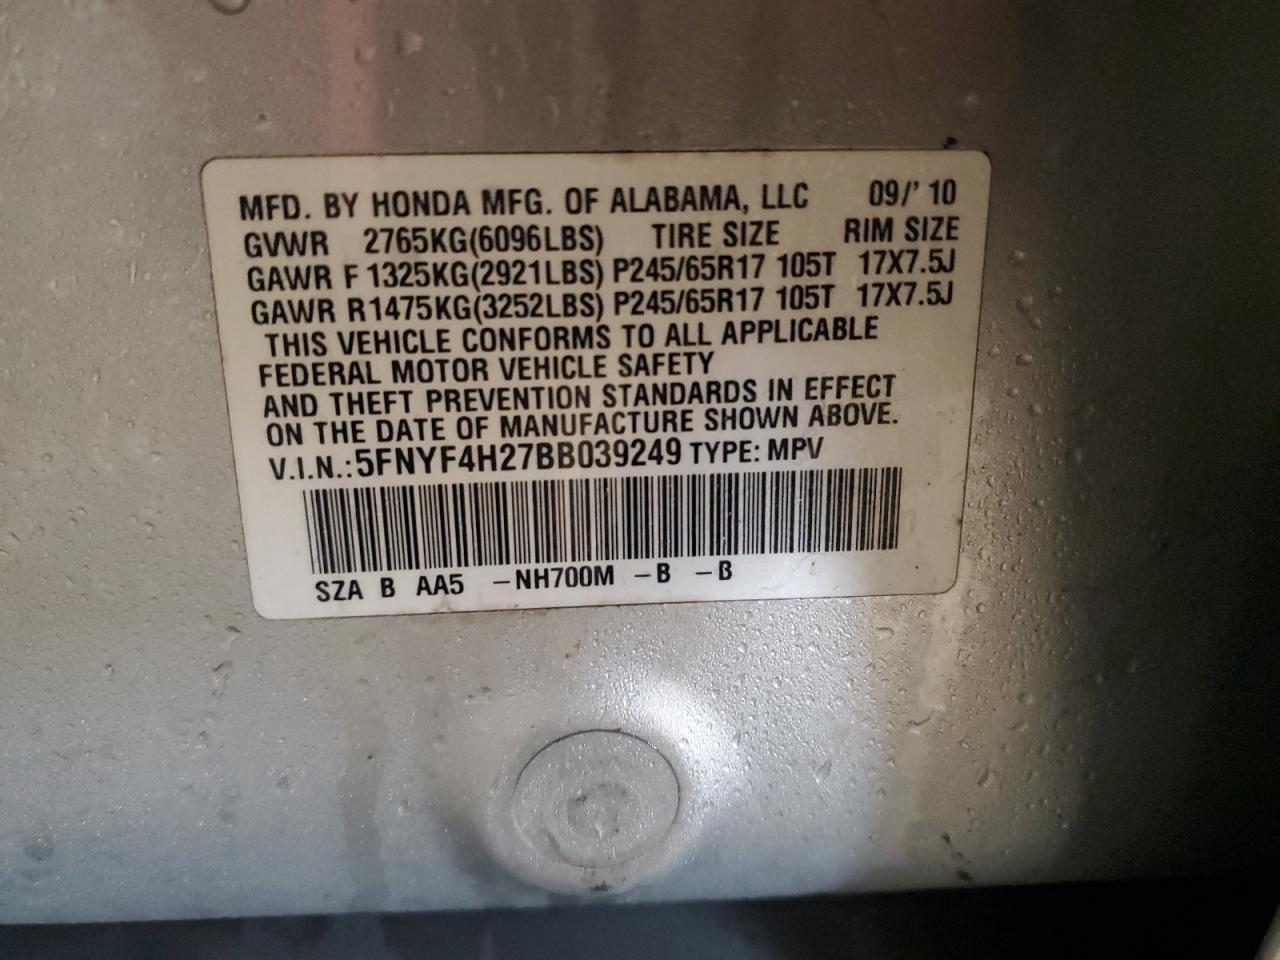 MFD. BY HONDA MFG. OF ALABAMA, LLC 09/' 10
GVWR 2765KG(6096LBS) TIRE SIZE RIM SIZE
GAWR F 1325KG(2921LBS) P245/65R17 105T 17X7.5J
GAWR R1475KG(3252LBS) P245/65R17 105T 17X7.5J
THIS VEHICLE CONFORMS TO ALL APPLICABLE
FEDERAL MOTOR VEHICLE SAFETY
AND THEFT PREVENTION STANDARDS IN EFFECT
ON THE DATE OF MANUFACTURE SHOWN ABOVE.
V.I.N.:5FNYF4H27BB039249 TYPE: MPV
SZA B AA5 –NH700M –B –B